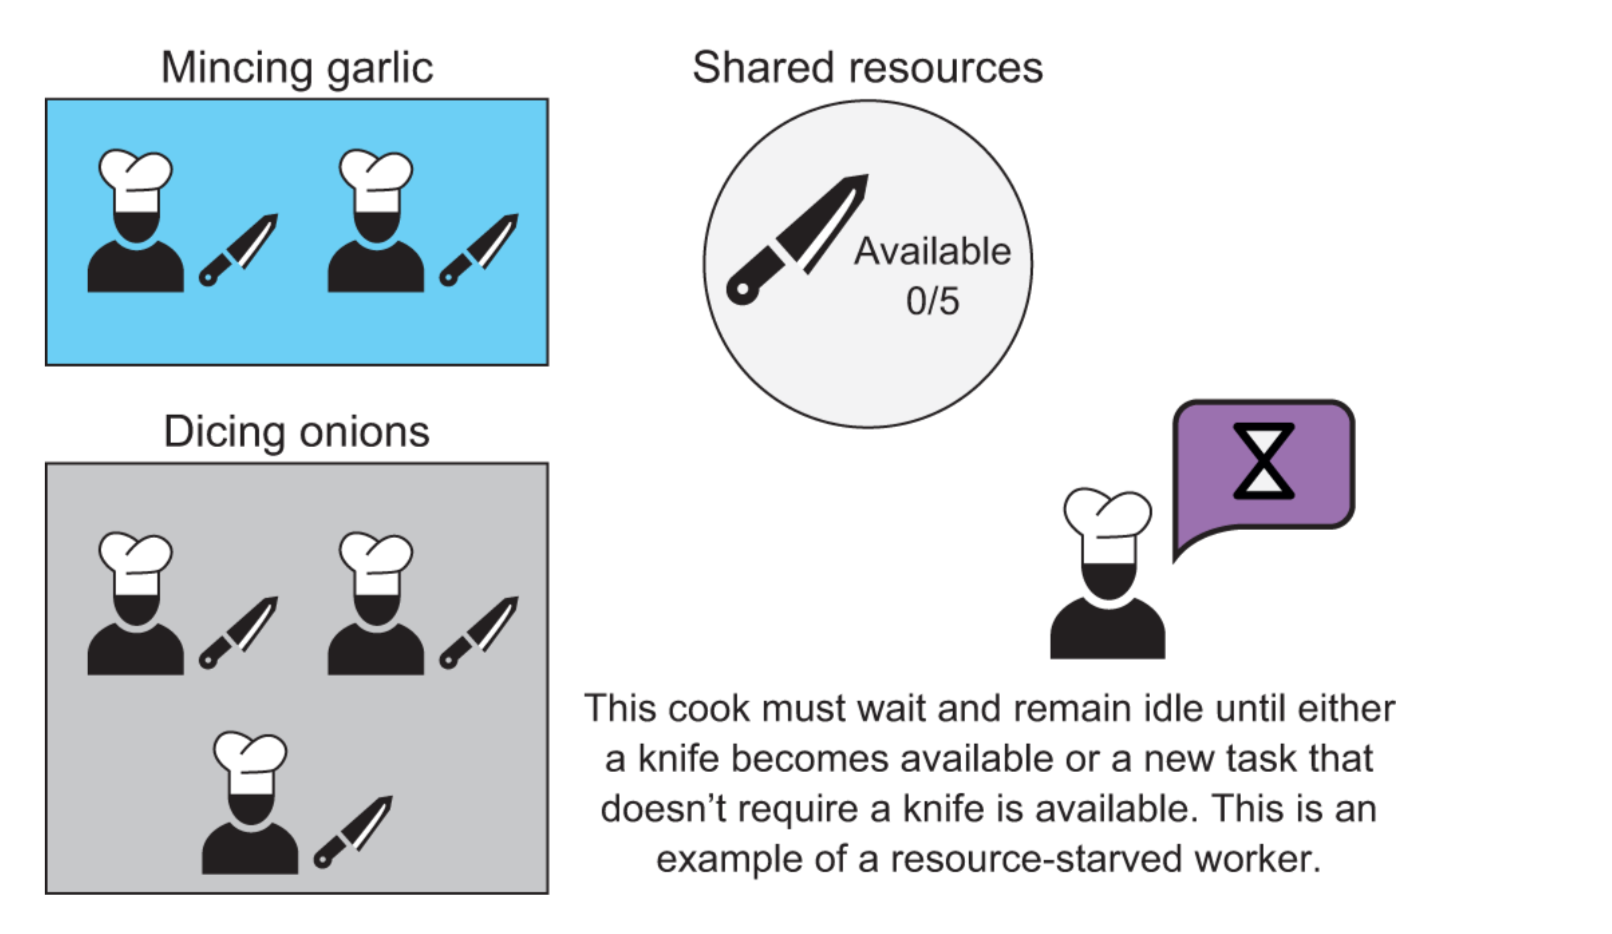 Mincing garlic
Shared resources
Available
0/5
Dicing onions
This cook must wait and remain idle until either
a knife becomes available or a new task that
doesn’t require a knife is available. This is an
example of a resource-starved worker.